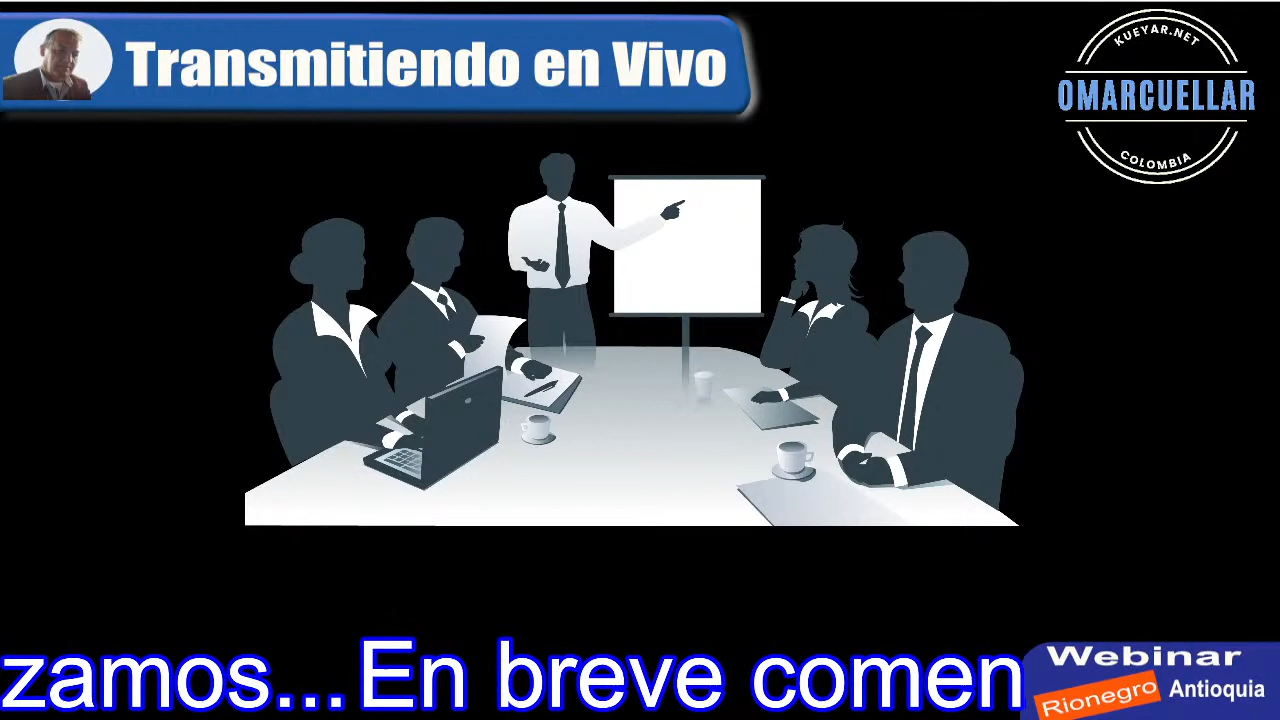 Transmitiendo en Vivo
KUEYAR.NET
OMARCUELLAR
COLOMBIA
zamos... En breve comen
Webinar
Rionegro Antioquia